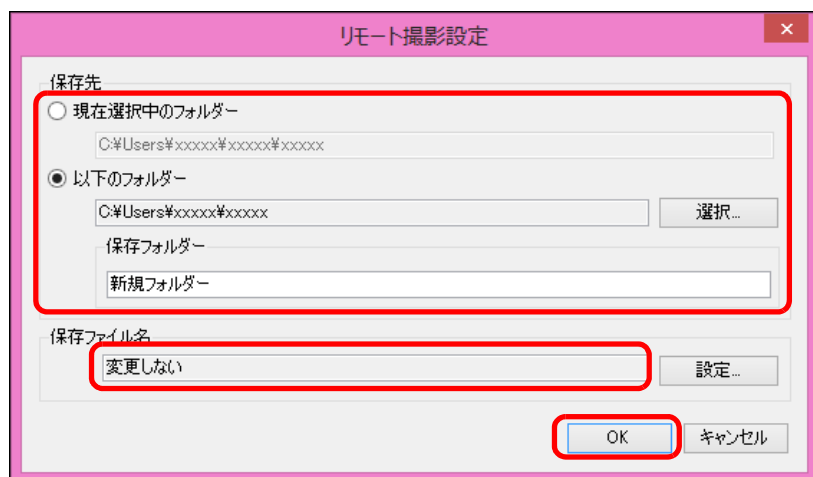 リモート撮影設定
保存先
現在選択中のフォルダー
C:¥Users¥xxxxx¥xxxxx¥xxxxx
以下のフォルダー
C:¥Users¥xxxxx¥xxxxx
選択...
保存フォルダー
新規フォルダー
保存ファイル名
変更しない
設定...
OK
キャンセル